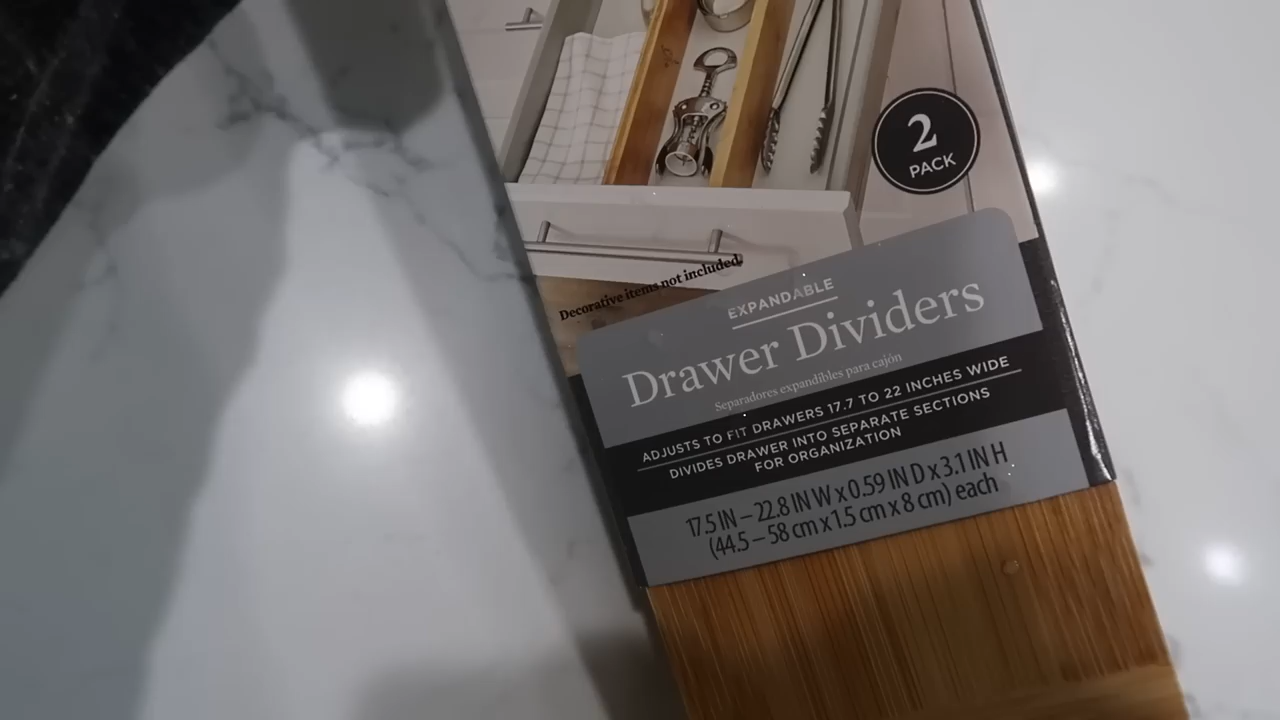 2
PACK
Decorative items not included.
EXPANDABLE
Drawer Dividers
Separadores expandibles para cajón
ADJUSTS TO FIT DRAWERS 17.7 TO 22 INCHES WIDE
DIVIDES DRAWER INTO SEPARATE SECTIONS
FOR ORGANIZATION
17.5 IN – 22.8 IN W x 0.59 IN D x 3.1 IN H
(44.5 – 58 cm x 1.5 cm x 8 cm) each